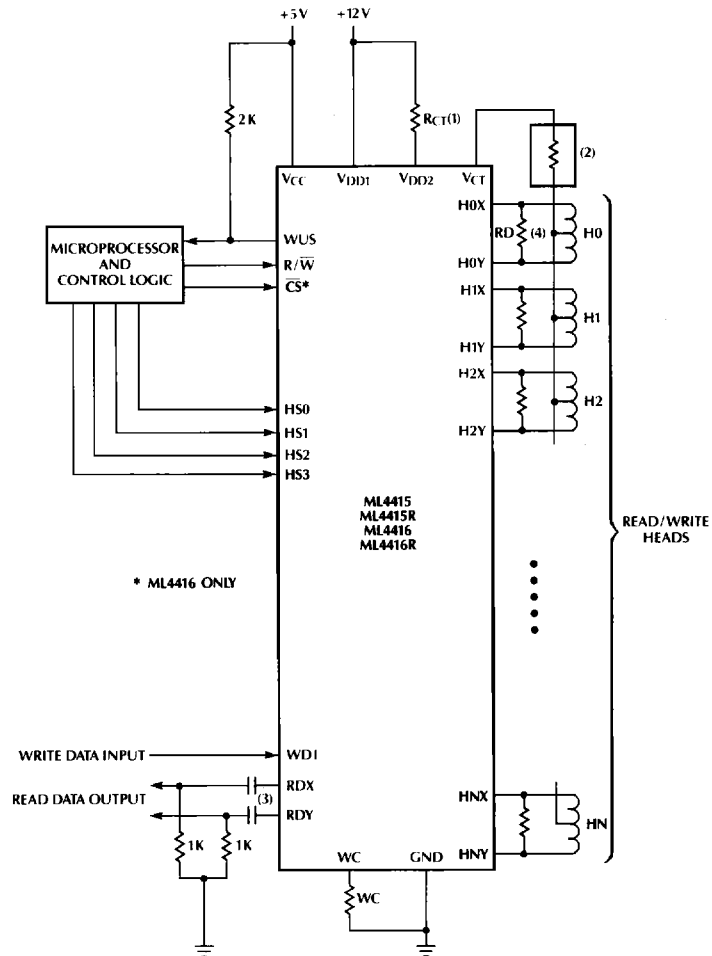 +5V
+12V
2K
RCT(1)
(2)
VCC
VDD1
VDD2
VCT
MICROPROCESSOR
AND
CONTROL LOGIC
WUS
R/W̅
C̅S̅*
HS0
HS1
HS2
HS3
H0X
RD
(4)
H0
H0Y
H1X
H1
H1Y
H2X
H2
H2Y
ML4415
ML4415R
ML4416
ML4416R
READ/WRITE
HEADS
* ML4416 ONLY
WRITE DATA INPUT
WDI
RDX
READ DATA OUTPUT
(3)
RDY
1K
1K
HNX
HN
HNY
WC
GND
WC